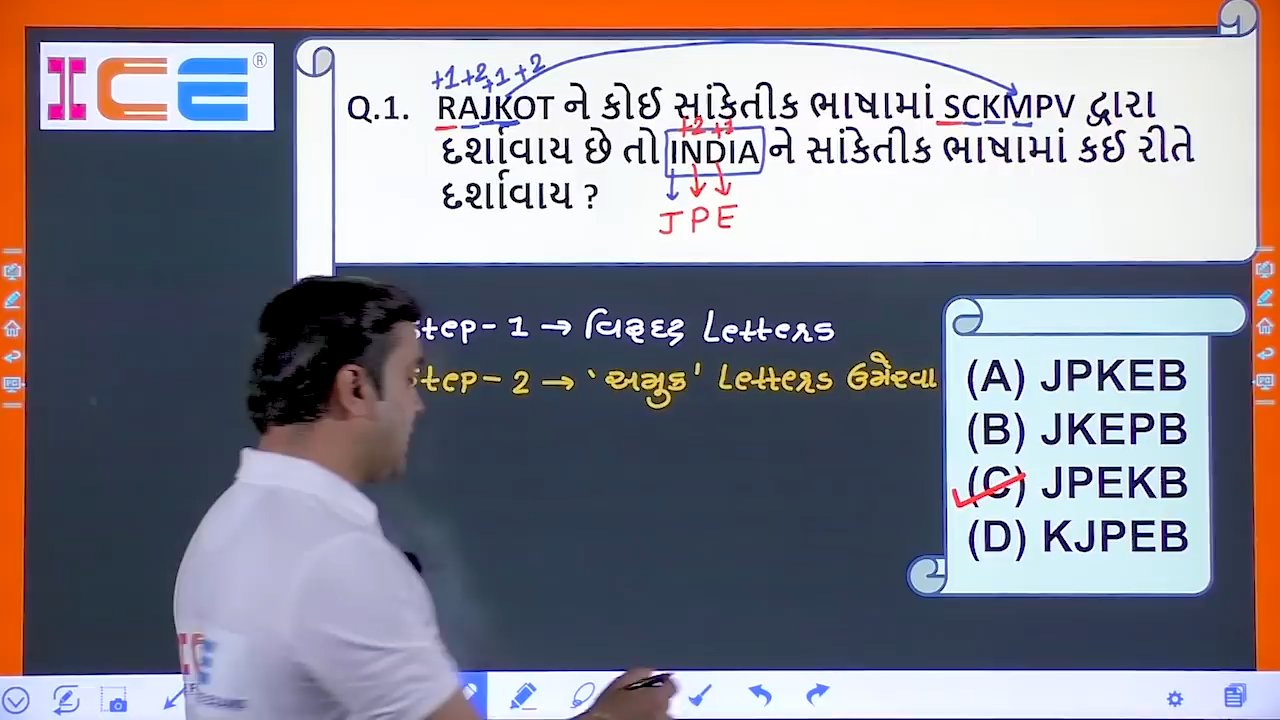 ICE®
+1 +2 +1 +2
Q.1. RAJKOT ને કોઈ સાંકેતીક ભાષામાં SCKMPV દ્વારા
+2 +1
દર્શાવાય છે તો INDIA ને સાંકેતીક ભાષામાં કઈ રીતે
દર્શાવાય ?
JPE
Step-1 → વિરૂદ્ધ Letters
Step-2 → 'અમુક' Letters ઉમેરવા
(A) JPKEB
(B) JKEPB
(C) JPEKB
(D) KJPEB